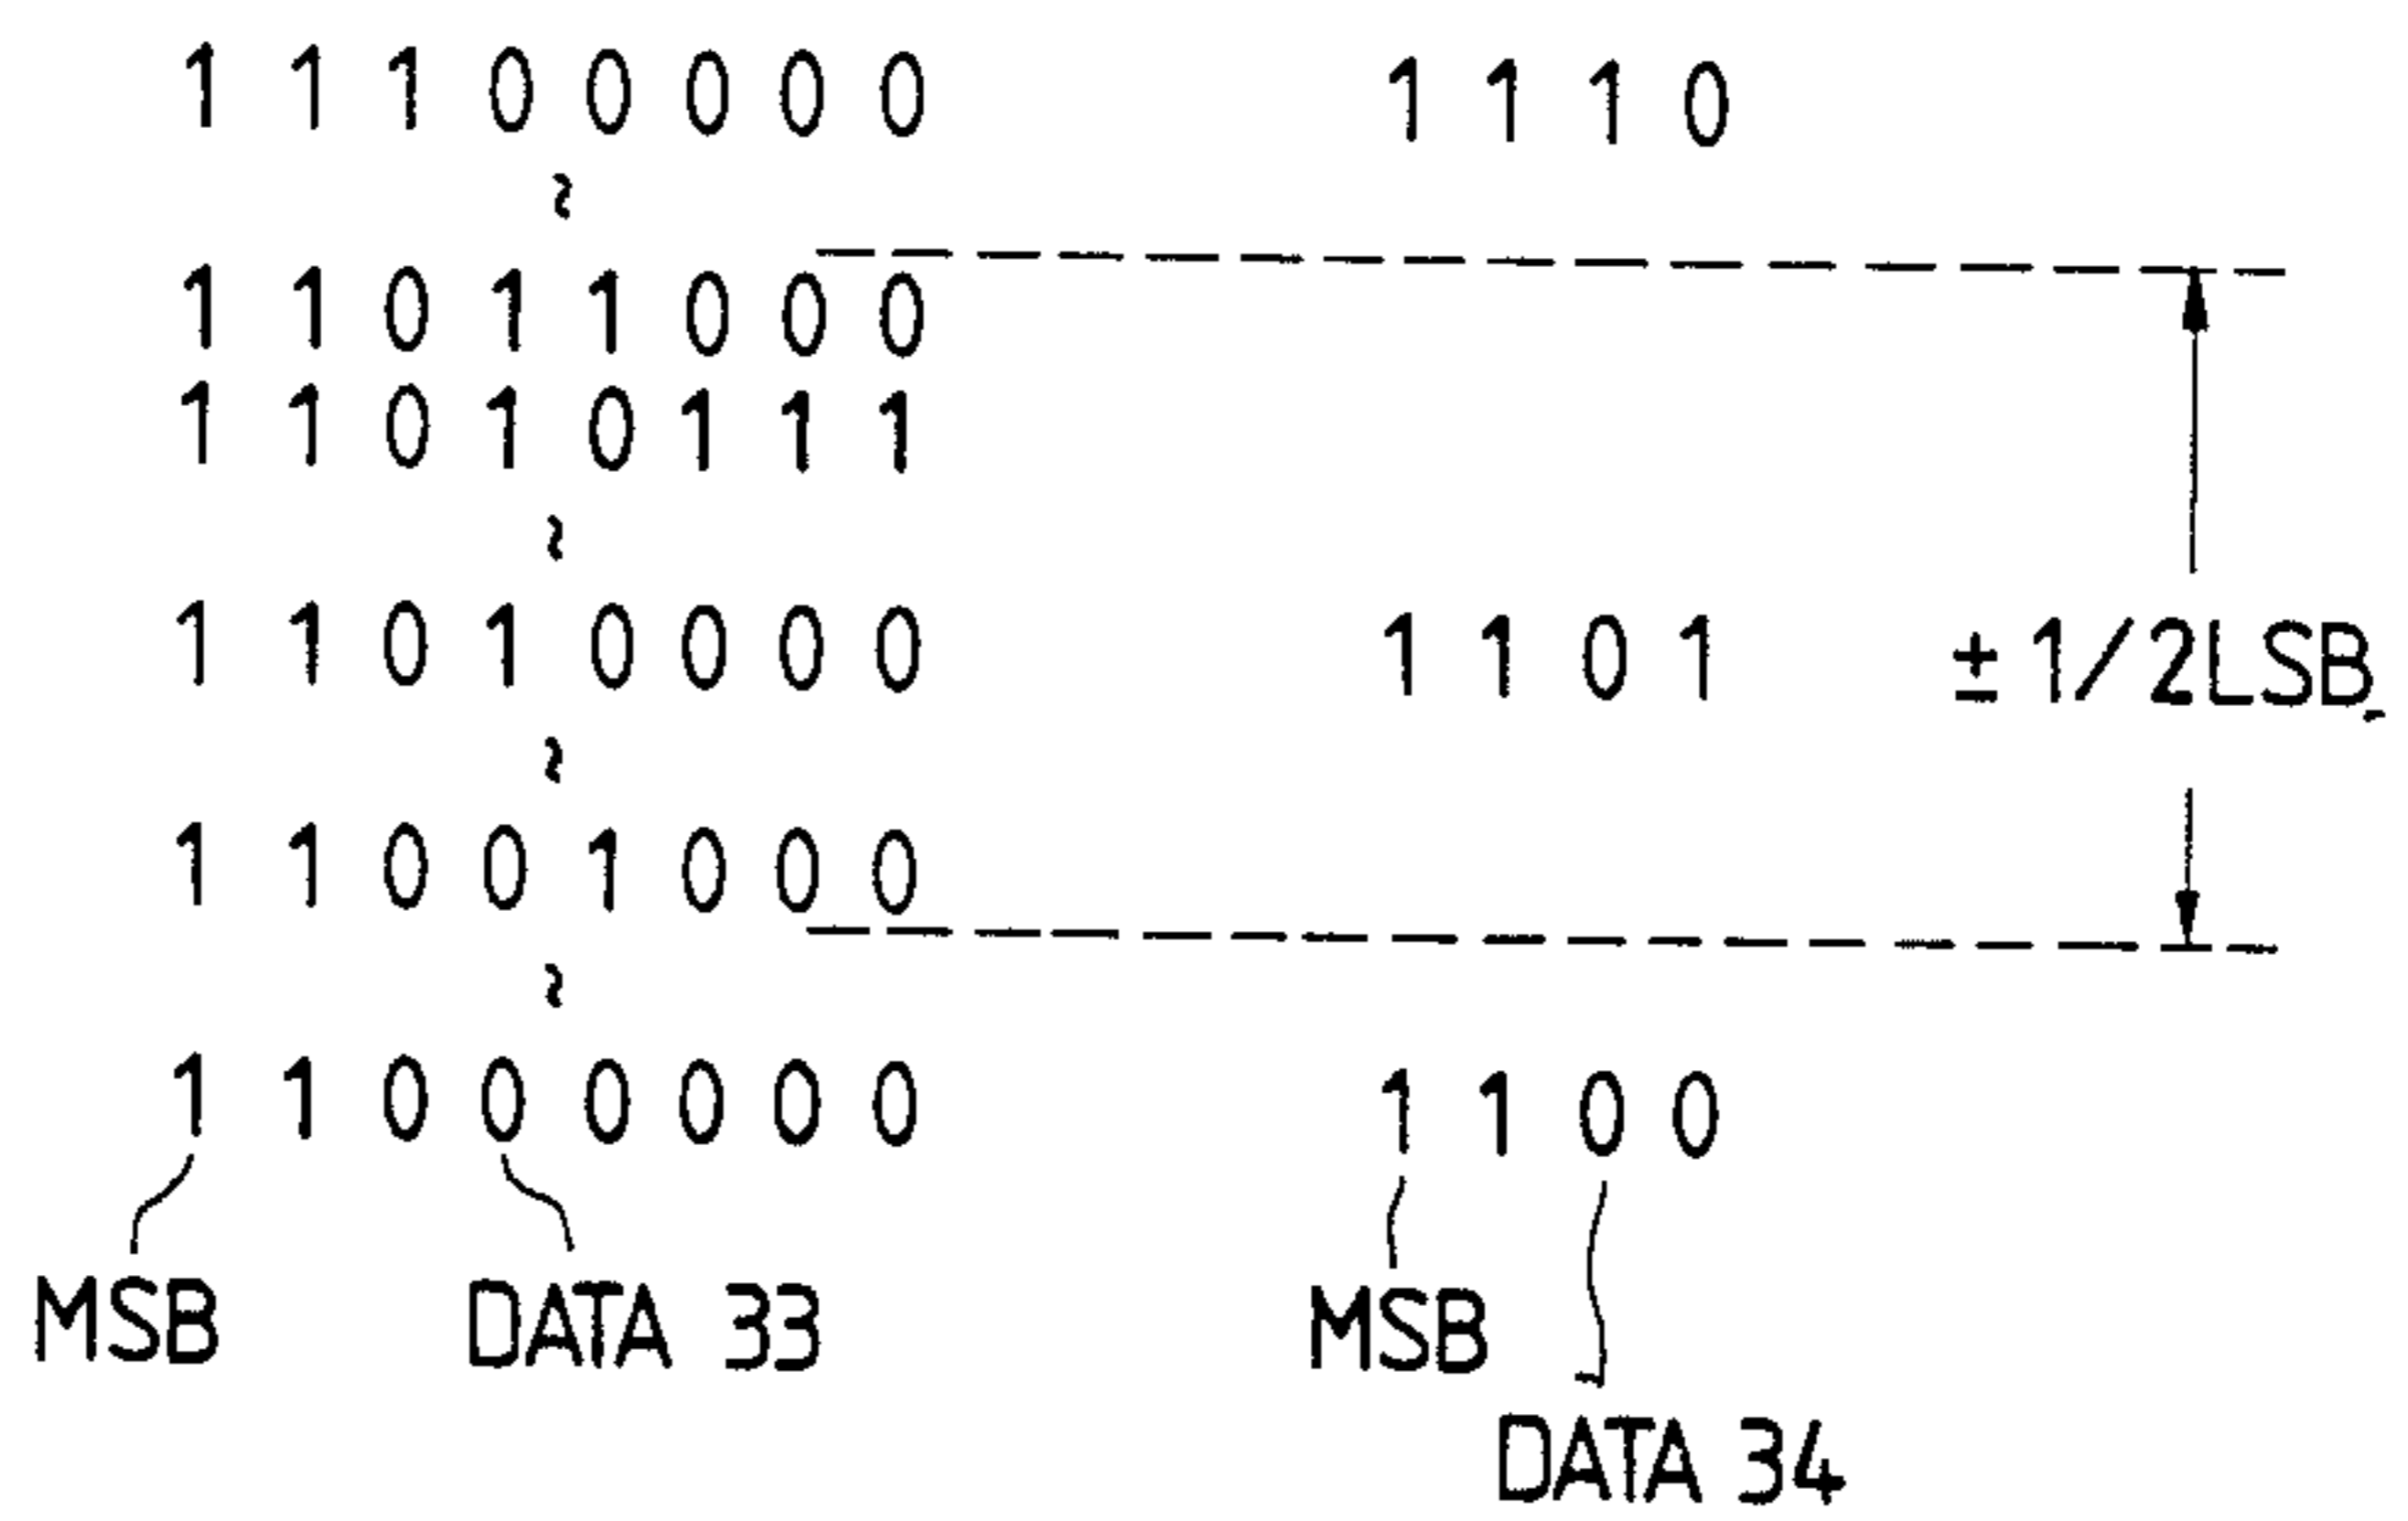 1 1 1 0 0 0 0 0 1 1 1 0
~
1 1 0 1 1 0 0 0
1 1 0 1 0 1 1 1
~
1 1 0 1 0 0 0 0 1 1 0 1 ± 1/2LSB
~
1 1 0 0 1 0 0 0
~
1 1 0 0 0 0 0 0 1 1 0 0
MSB DATA 33 MSB
DATA 34